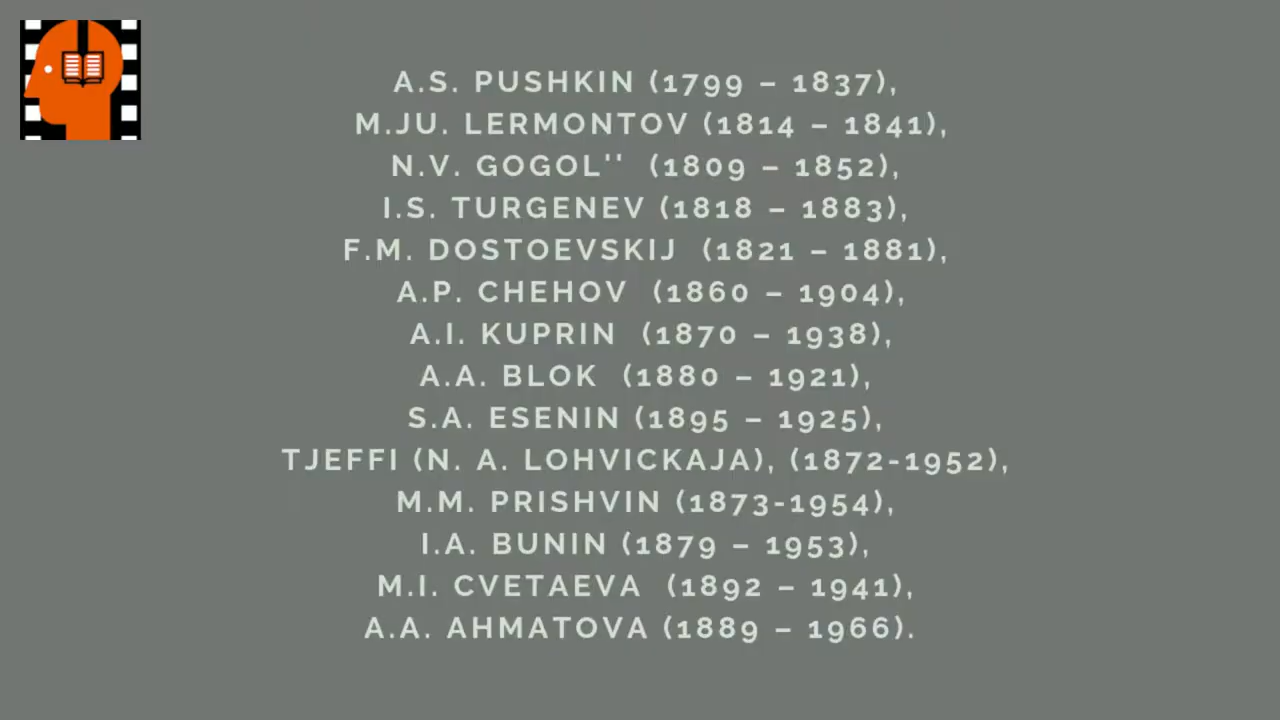 A.S. PUSHKIN (1799 – 1837),
M.JU. LERMONTOV (1814 – 1841),
N.V. GOGOL'' (1809 – 1852),
I.S. TURGENEV (1818 – 1883),
F.M. DOSTOEVSKIJ (1821 – 1881),
A.P. CHEHOV (1860 – 1904),
A.I. KUPRIN (1870 – 1938),
A.A. BLOK (1880 – 1921),
S.A. ESENIN (1895 – 1925),
TJEFFI (N. A. LOHVICKAJA), (1872-1952),
M.M. PRISHVIN (1873-1954),
I.A. BUNIN (1879 – 1953),
M.I. CVETAEVA (1892 – 1941),
A.A. AHMATOVA (1889 – 1966).